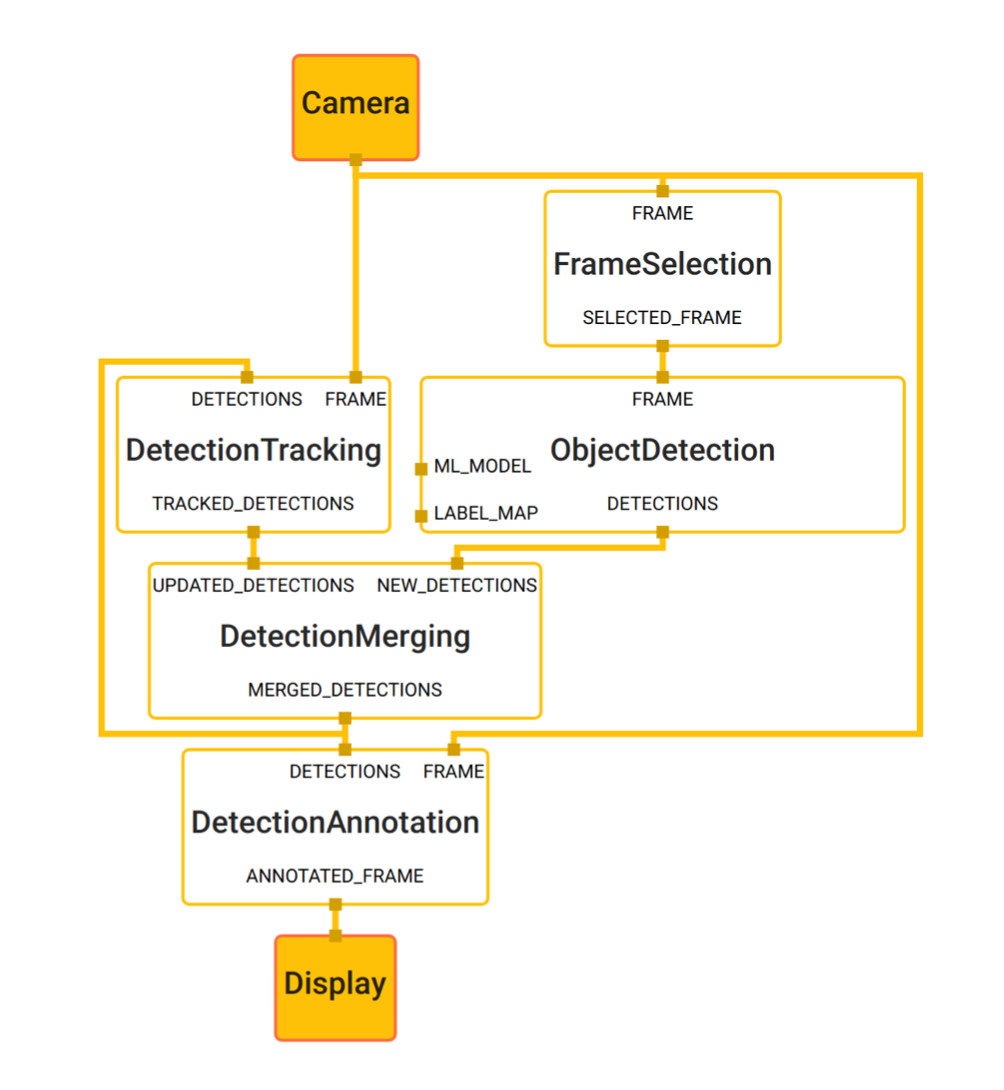 Camera
FRAME
FrameSelection
SELECTED_FRAME
DETECTIONS FRAME
DetectionTracking
TRACKED_DETECTIONS
FRAME
ObjectDetection
ML_MODEL
LABEL_MAP
DETECTIONS
UPDATED_DETECTIONS NEW_DETECTIONS
DetectionMerging
MERGED_DETECTIONS
DETECTIONS FRAME
DetectionAnnotation
ANNOTATED_FRAME
Display